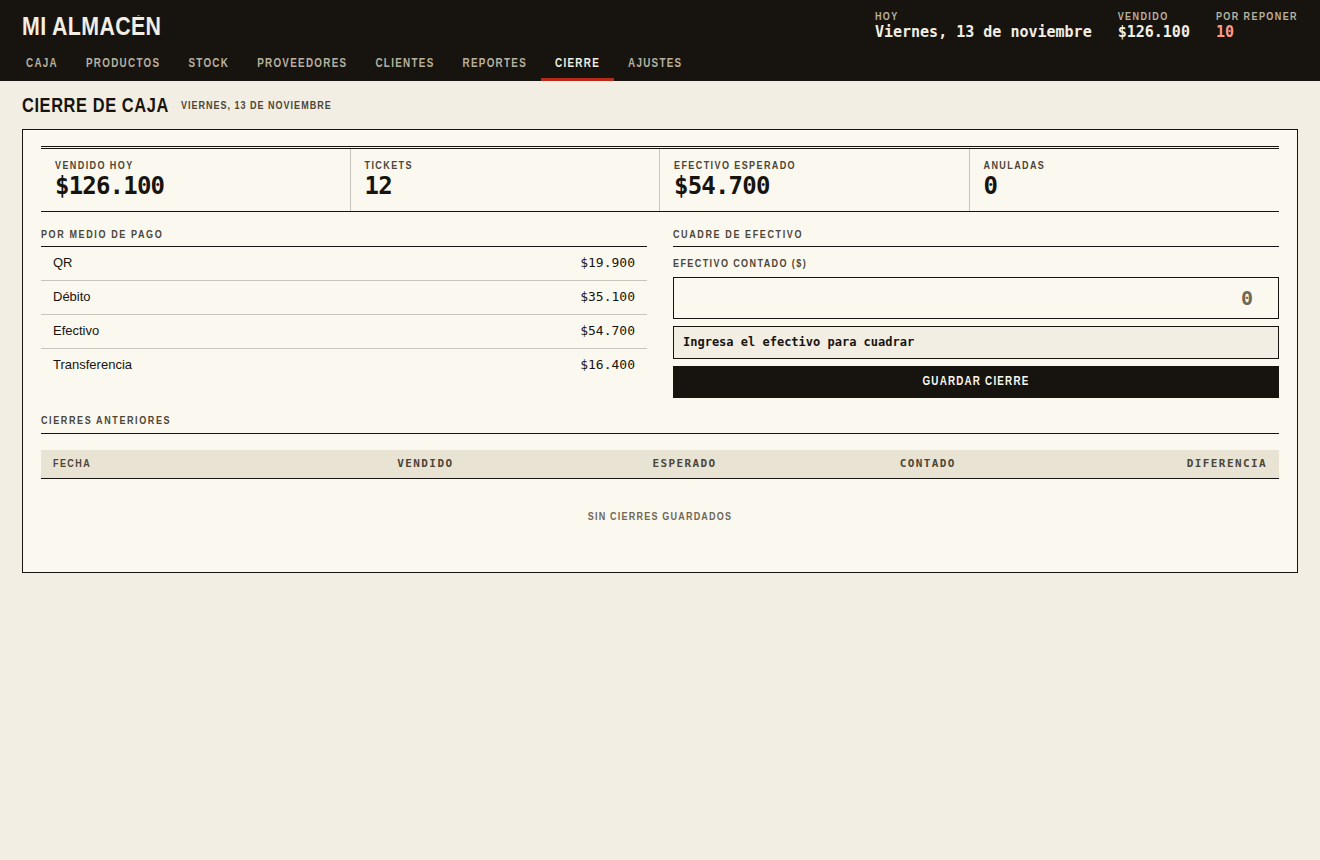 MI ALMACÉN
HOY
Viernes, 13 de noviembre
VENDIDO
$126.100
POR REPONER
10
CAJA PRODUCTOS STOCK PROVEEDORES CLIENTES REPORTES CIERRE AJUSTES
CIERRE DE CAJA VIERNES, 13 DE NOVIEMBRE
VENDIDO HOY
$126.100
TICKETS
12
EFECTIVO ESPERADO
$54.700
ANULADAS
0
POR MEDIO DE PAGO
QR $19.900
Débito $35.100
Efectivo $54.700
Transferencia $16.400
CUADRE DE EFECTIVO
EFECTIVO CONTADO ($)
0
Ingresa el efectivo para cuadrar
GUARDAR CIERRE
CIERRES ANTERIORES
FECHA VENDIDO ESPERADO CONTADO DIFERENCIA
SIN CIERRES GUARDADOS